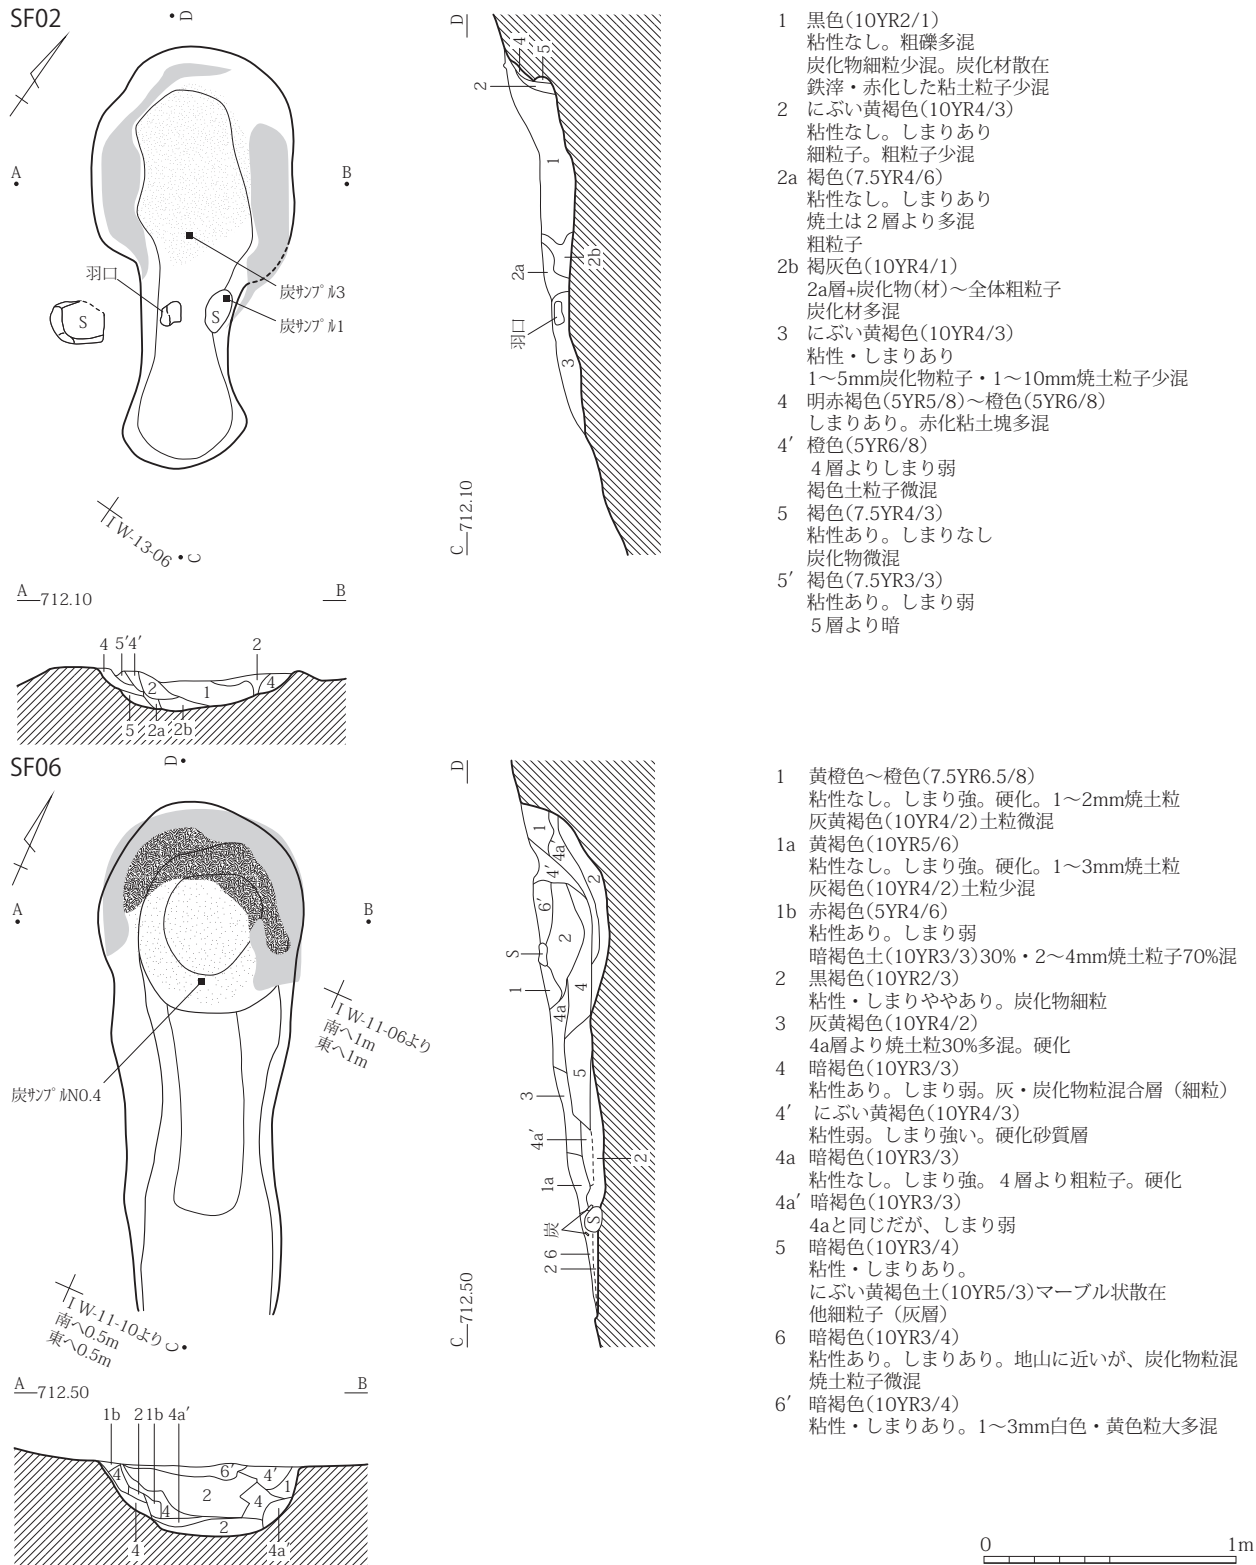 SF02
D
A
B
羽口
S
S
炭ｻﾝﾌﾟﾙ3
炭ｻﾝﾌﾟﾙ1
I W-13-06
C
D
4
5
2
1
2a
2b
羽口
3
C 712.10
A 712.10 B
4 5′4′ 2
2 1 4
5 2a 2b
1 黒色(10YR2/1)
粘性なし。粗礫多混
炭化物細粒少混。炭化材散在
鉄滓・赤化した粘土粒子少混
2 にぶい黄褐色(10YR4/3)
粘性なし。しまりあり
細粒子。粗粒子少混
2a 褐色(7.5YR4/6)
粘性なし。しまりあり
焼土は２層より多混
粗粒子
2b 褐灰色(10YR4/1)
2a層+炭化物(材)～全体粗粒子
炭化材多混
3 にぶい黄褐色(10YR4/3)
粘性・しまりあり
1～5mm炭化物粒子・1～10mm焼土粒子少混
4 明赤褐色(5YR5/8)～橙色(5YR6/8)
しまりあり。赤化粘土塊多混
4′ 橙色(5YR6/8)
４層よりしまり弱
褐色土粒子微混
5 褐色(7.5YR4/3)
粘性あり。しまりなし
炭化物微混
5′ 褐色(7.5YR3/3)
粘性あり。しまり弱
５層より暗
SF06
D
A
B
I W-11-06より
南へ1m
東へ1m
炭ｻﾝﾌﾟﾙN0.4
I W-11-10より
南へ0.5m
東へ0.5m
C
D
1
4a′
4′
2
6′
2
S
1
4
4a
5
3
4a′
2
1a
S
炭
6
2
C 712.50
A 712.50 B
1b 2 1b 4a′
4 6′ 4′ 1
2 4
4 2
4 4a′
1 黄橙色～橙色(7.5YR6.5/8)
粘性なし。しまり強。硬化。1～2mm焼土粒
灰黄褐色(10YR4/2)土粒微混
1a 黄褐色(10YR5/6)
粘性なし。しまり強。硬化。1～3mm焼土粒
灰褐色(10YR4/2)土粒少混
1b 赤褐色(5YR4/6)
粘性あり。しまり弱
暗褐色土(10YR3/3)30%・2～4mm焼土粒子70%混
2 黒褐色(10YR2/3)
粘性・しまりややあり。炭化物細粒
3 灰黄褐色(10YR4/2)
4a層より焼土粒30%多混。硬化
4 暗褐色(10YR3/3)
粘性あり。しまり弱。灰・炭化物粒混合層（細粒）
4′ にぶい黄褐色(10YR4/3)
粘性弱。しまり強い。硬化砂質層
4a 暗褐色(10YR3/3)
粘性なし。しまり強。４層より粗粒子。硬化
4a′ 暗褐色(10YR3/3)
4aと同じだが、しまり弱
5 暗褐色(10YR3/4)
粘性・しまりあり。
にぶい黄褐色土(10YR5/3)マーブル状散在
他細粒子（灰層）
6 暗褐色(10YR3/4)
粘性あり。しまりあり。地山に近いが、炭化物粒混
焼土粒子微混
6′ 暗褐色(10YR3/4)
粘性・しまりあり。1～3mm白色・黄色粒大多混
0 1m